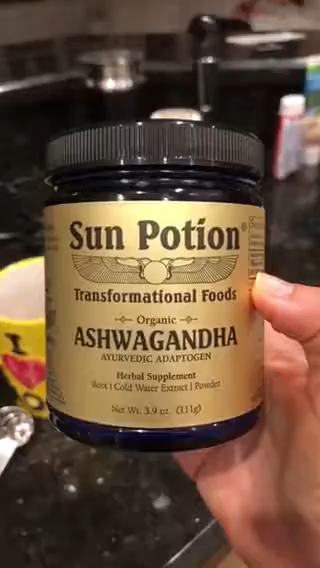 Sun Potion®
Transformational Foods
Organic
ASHWAGANDHA
AYURVEDIC ADAPTOGEN
Herbal Supplement
Root | Cold Water Extract | Powder
Net Wt. 3.9 oz. (111g)
I